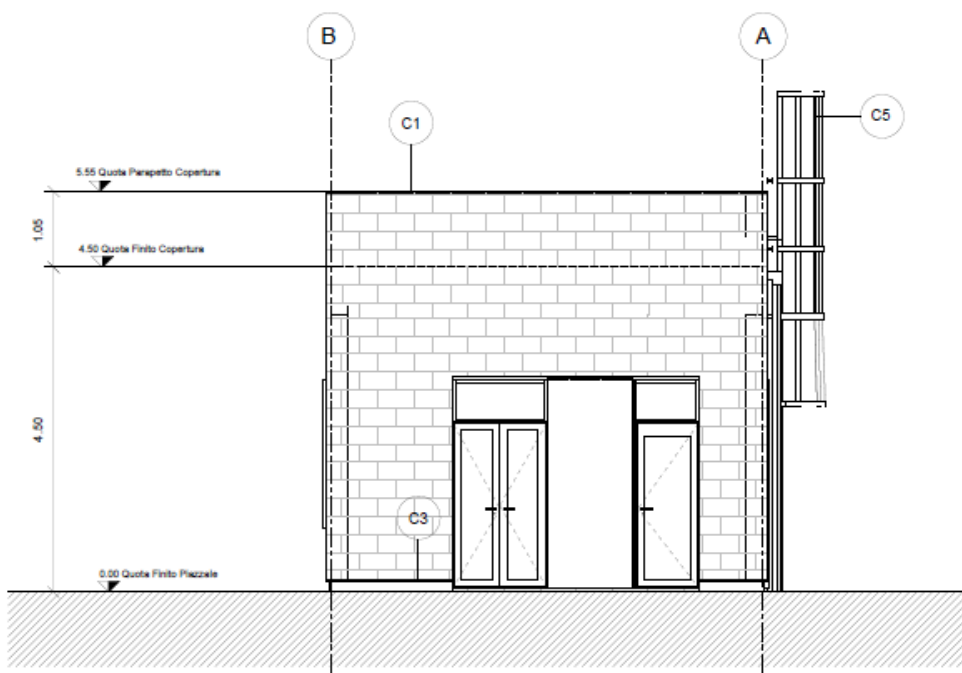 B
A
C5
C1
5.55 Quota Parapetto Copertura
1.05
4.50 Quota Finito Copertura
4.50
C3
0.00 Quota Finito Piazzale